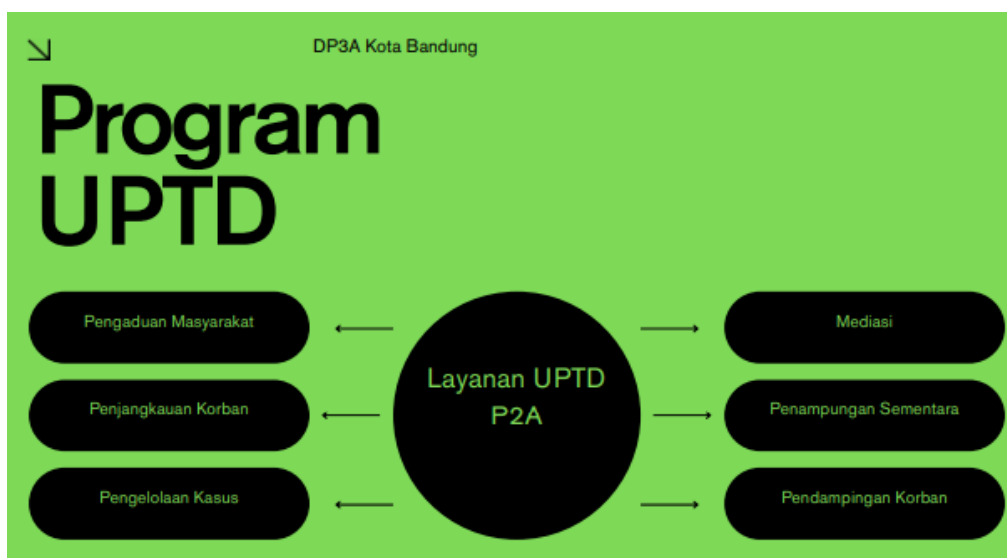 DP3A Kota Bandung
Program
UPTD
Pengaduan Masyarakat
Penjangkauan Korban
Pengelolaan Kasus
Layanan UPTD
P2A
Mediasi
Penampungan Sementara
Pendampingan Korban